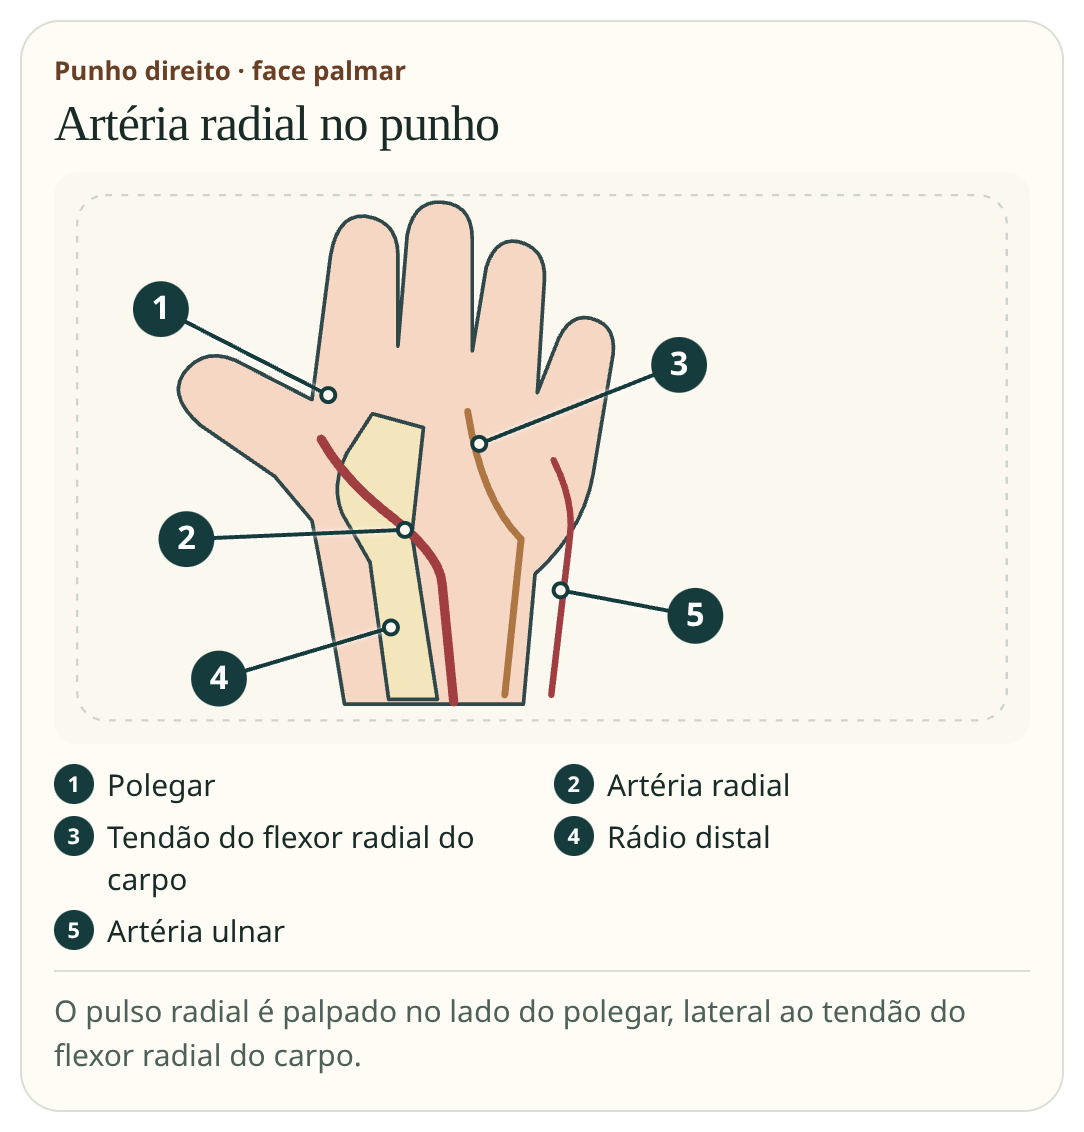 Punho direito · face palmar
Artéria radial no punho
1
2
3
4
5
1 Polegar
2 Artéria radial
3 Tendão do flexor radial do
carpo
4 Rádio distal
5 Artéria ulnar
O pulso radial é palpado no lado do polegar, lateral ao tendão do
flexor radial do carpo.